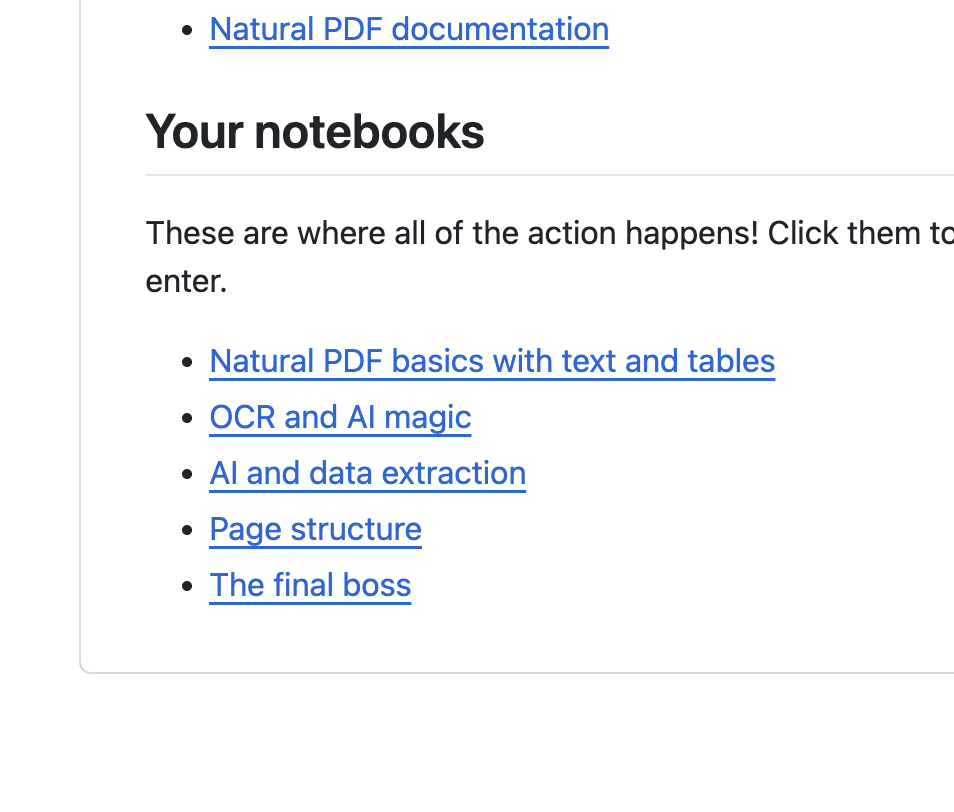 Natural PDF documentation
Your notebooks
These are where all of the action happens! Click them to
enter.
Natural PDF basics with text and tables
OCR and AI magic
AI and data extraction
Page structure
The final boss